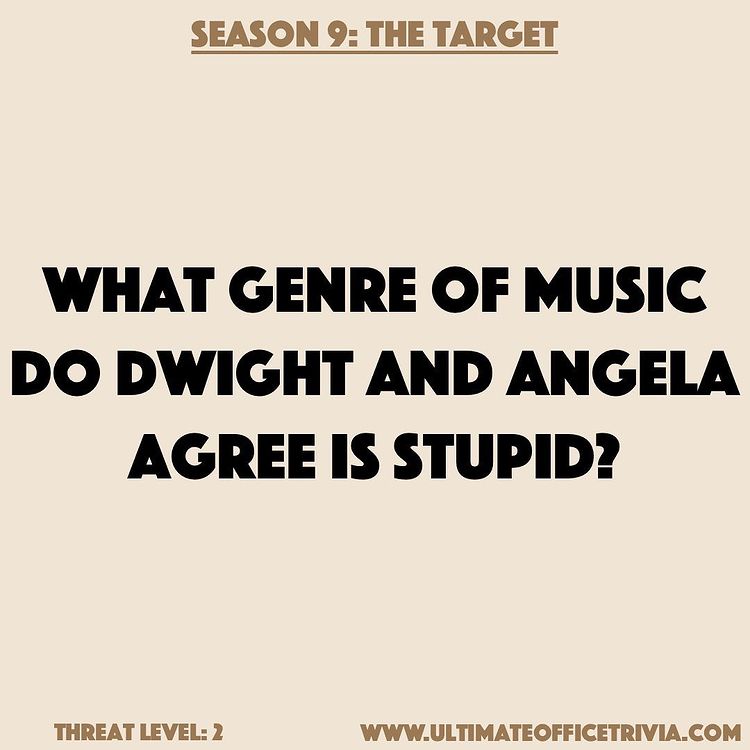 SEASON 9: THE TARGET
WHAT GENRE OF MUSIC
DO DWIGHT AND ANGELA
AGREE IS STUPID?
THREAT LEVEL: 2
WWW.ULTIMATEOFFICETRIVIA.COM